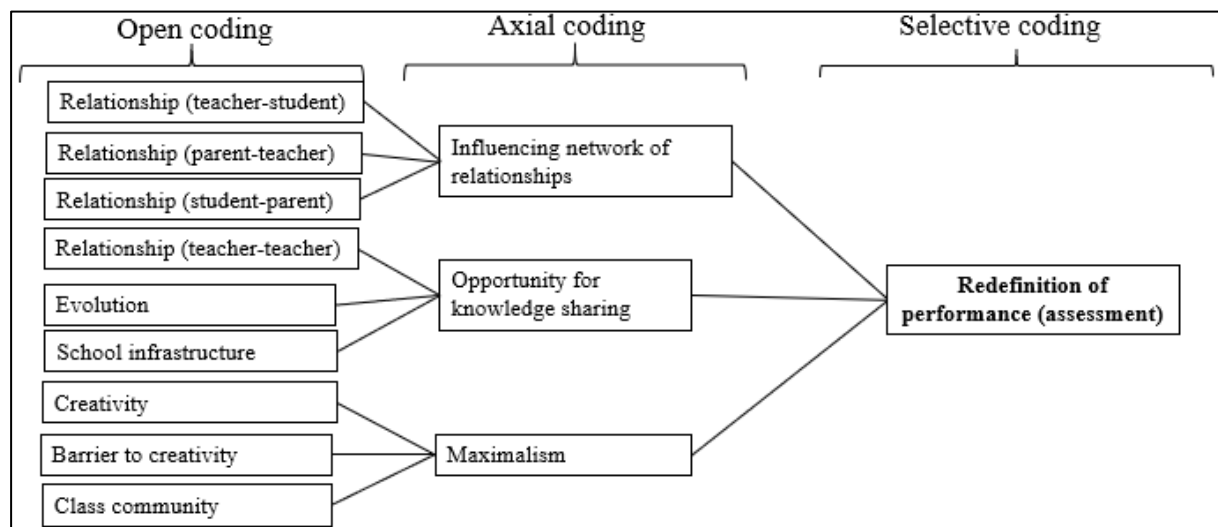 Open coding
Axial coding
Selective coding
Relationship (teacher-student)
Relationship (parent-teacher)
Relationship (student-parent)
Relationship (teacher-teacher)
Evolution
School infrastructure
Creativity
Barrier to creativity
Class community
Influencing network of
relationships
Opportunity for
knowledge sharing
Maximalism
Redefinition of
performance (assessment)